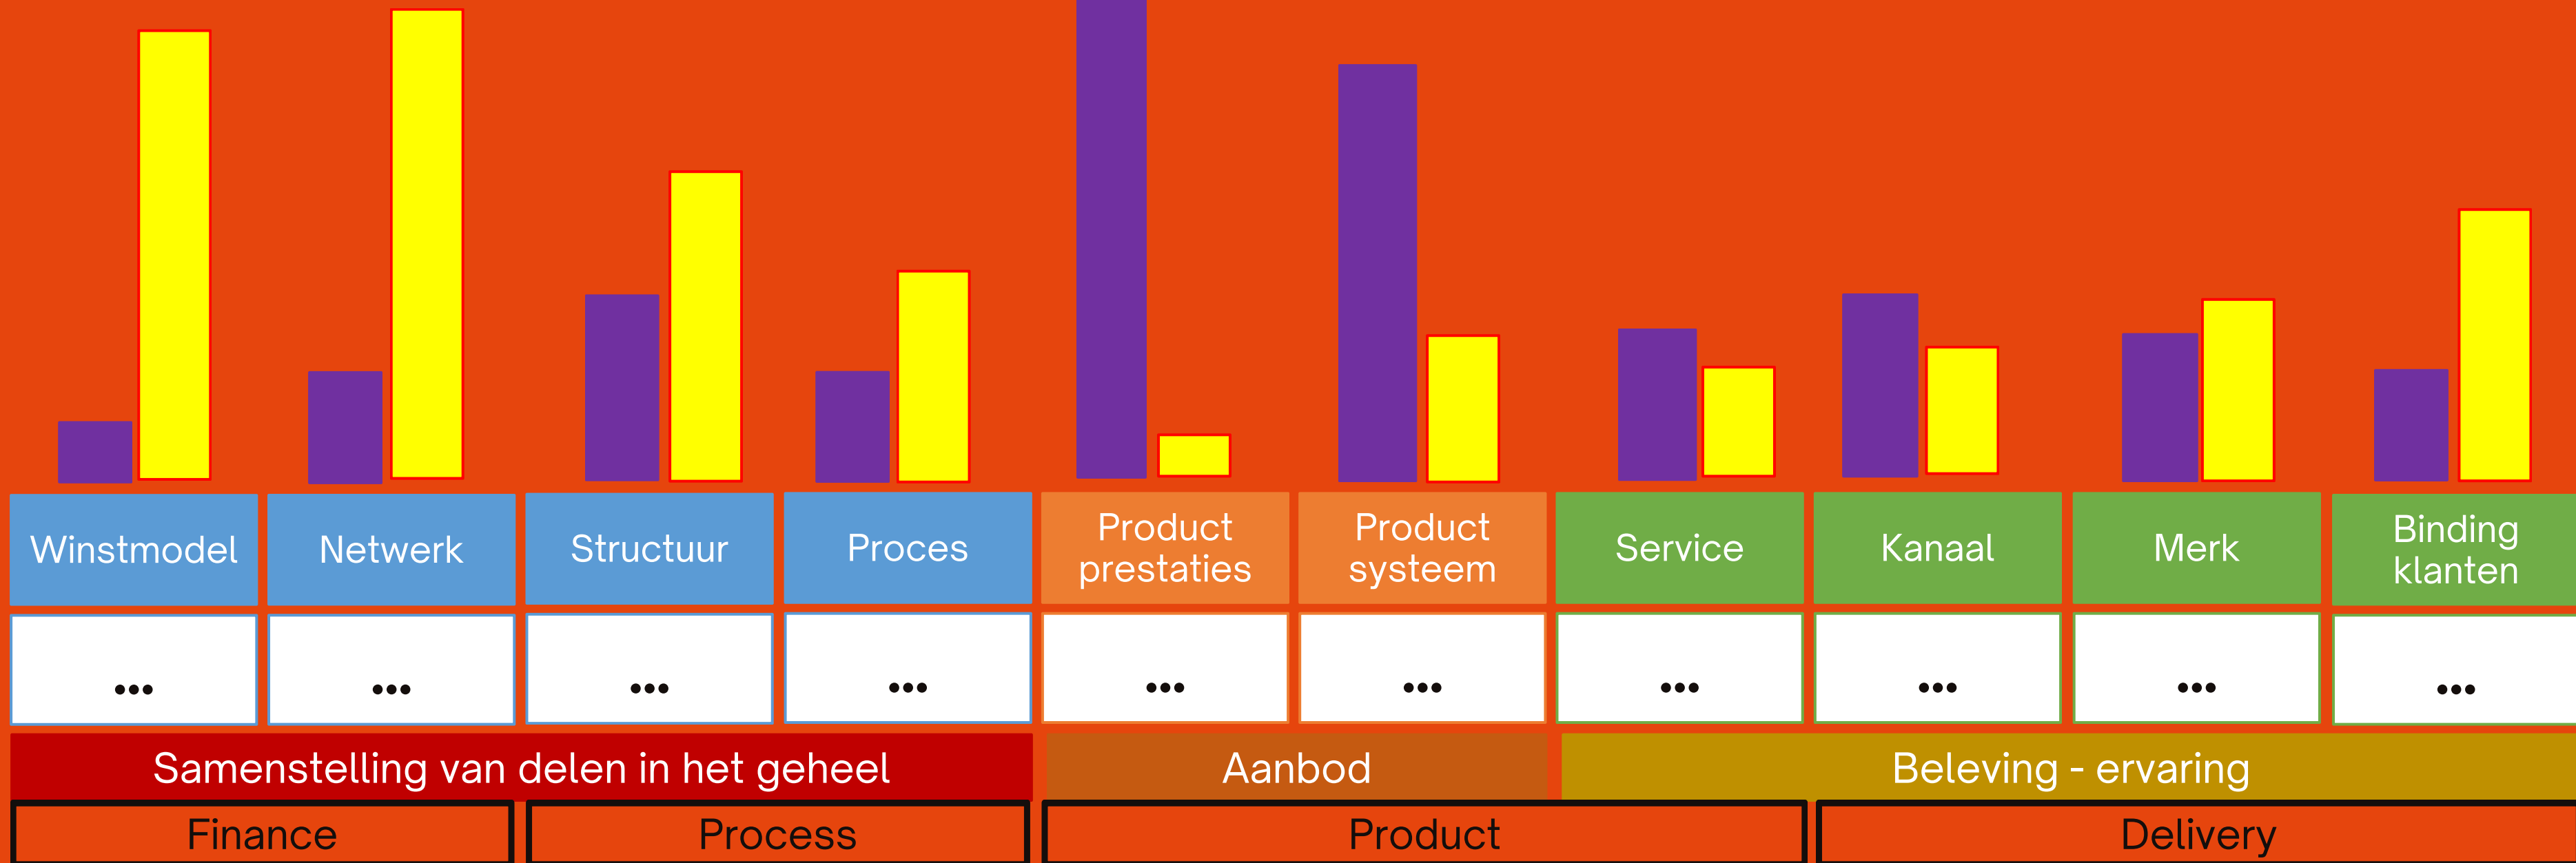 Winstmodel
Netwerk
Structuur
Proces
Product
prestaties
Product
systeem
Service
Kanaal
Merk
Binding
klanten
...
...
...
...
...
...
...
...
...
...
Samenstelling van delen in het geheel
Aanbod
Beleving - ervaring
Finance
Process
Product
Delivery